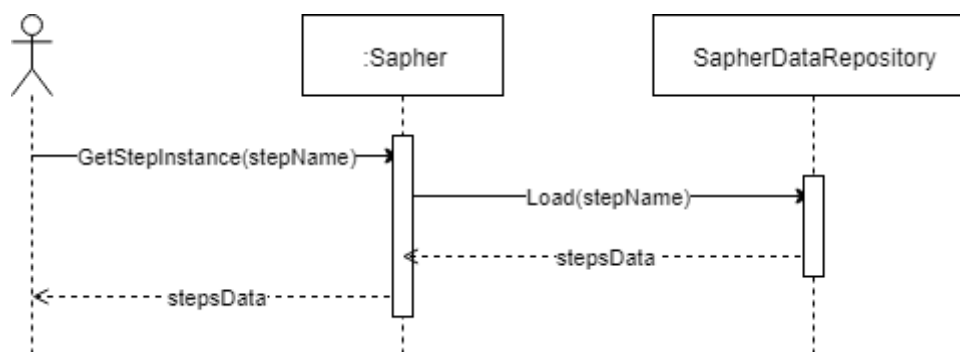 :Sapher
SapherDataRepository
GetStepInstance(stepName)
Load(stepName)
stepsData
stepsData